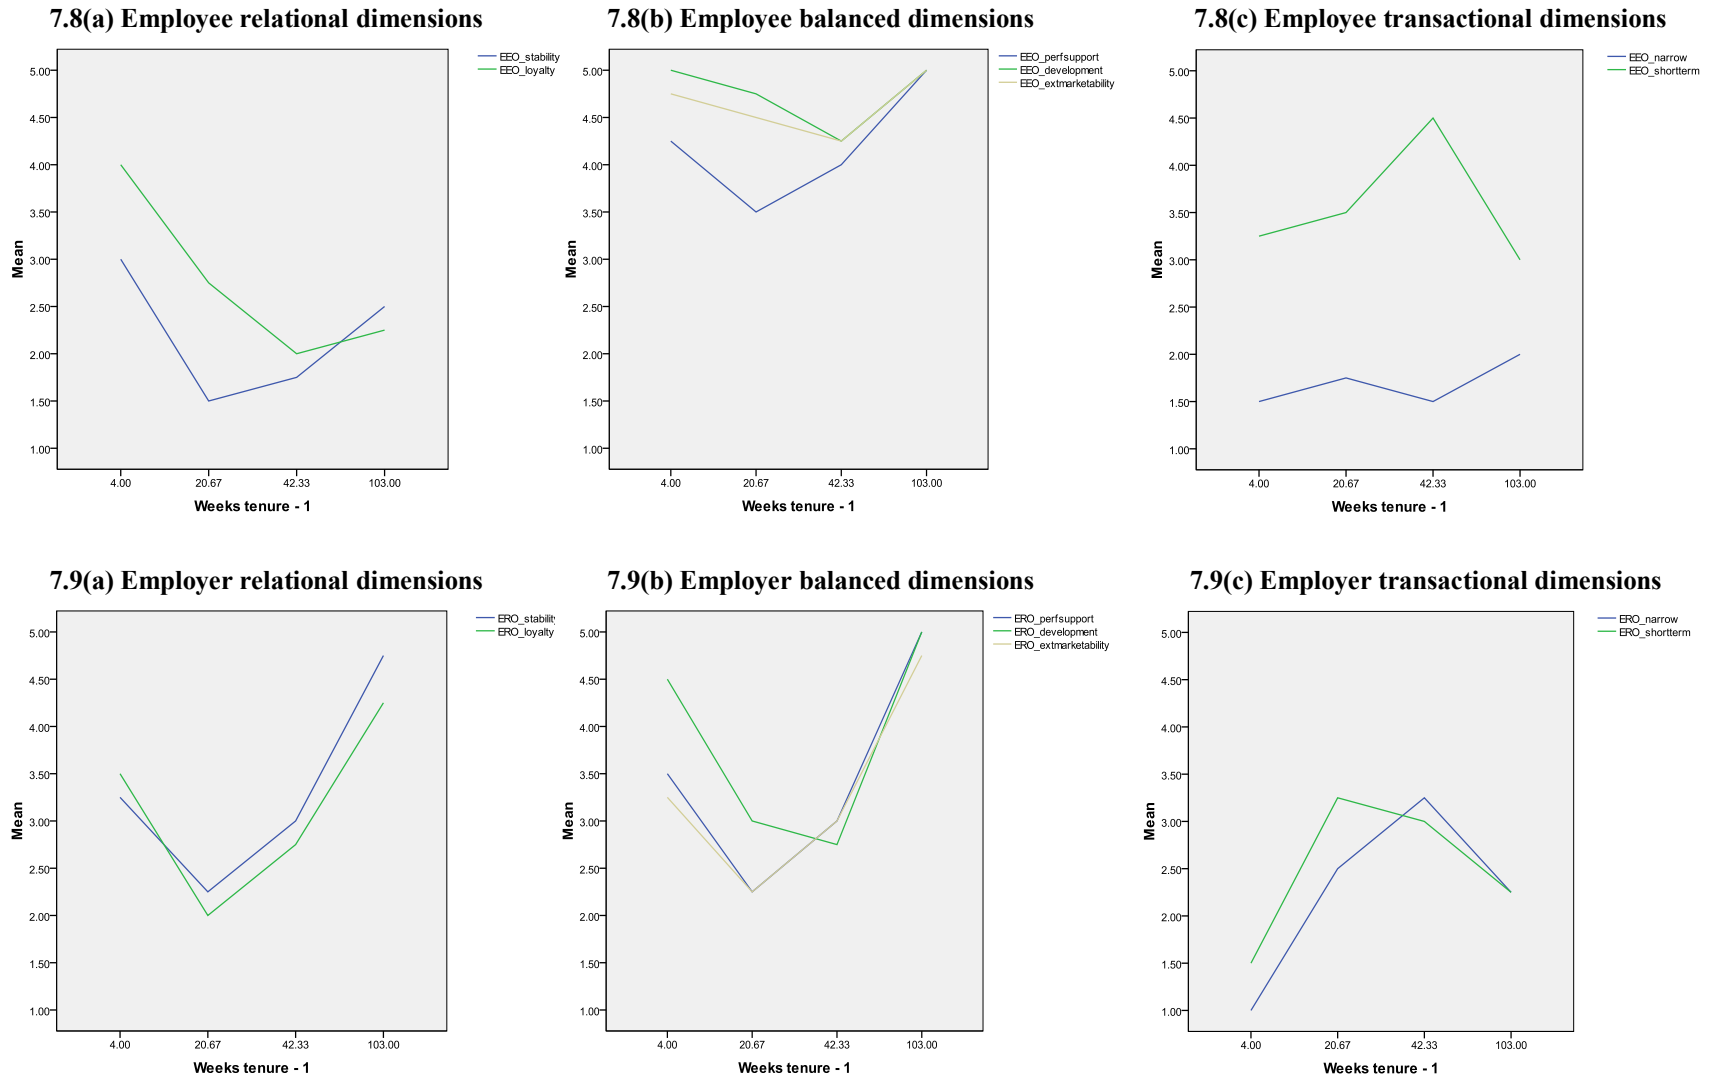 7.8(a) Employee relational dimensions
EEO_stability
EEO_loyalty
5.00
4.50
4.00
3.50
3.00
2.50
2.00
1.50
1.00
Mean
4.00 20.67 42.33 103.00
Weeks tenure - 1
7.8(b) Employee balanced dimensions
EEO_perfsupport
EEO_development
EEO_extmarketability
5.00
4.50
4.00
3.50
3.00
2.50
2.00
1.50
1.00
Mean
4.00 20.67 42.33 103.00
Weeks tenure - 1
7.8(c) Employee transactional dimensions
EEO_narrow
EEO_shortterm
5.00
4.50
4.00
3.50
3.00
2.50
2.00
1.50
1.00
Mean
4.00 20.67 42.33 103.00
Weeks tenure - 1
7.9(a) Employer relational dimensions
ERO_stability
ERO_loyalty
5.00
4.50
4.00
3.50
3.00
2.50
2.00
1.50
1.00
Mean
4.00 20.67 42.33 103.00
Weeks tenure - 1
7.9(b) Employer balanced dimensions
ERO_perfsupport
ERO_development
ERO_extmarketability
5.00
4.50
4.00
3.50
3.00
2.50
2.00
1.50
1.00
Mean
4.00 20.67 42.33 103.00
Weeks tenure - 1
7.9(c) Employer transactional dimensions
ERO_narrow
ERO_shortterm
5.00
4.50
4.00
3.50
3.00
2.50
2.00
1.50
1.00
Mean
4.00 20.67 42.33 103.00
Weeks tenure - 1